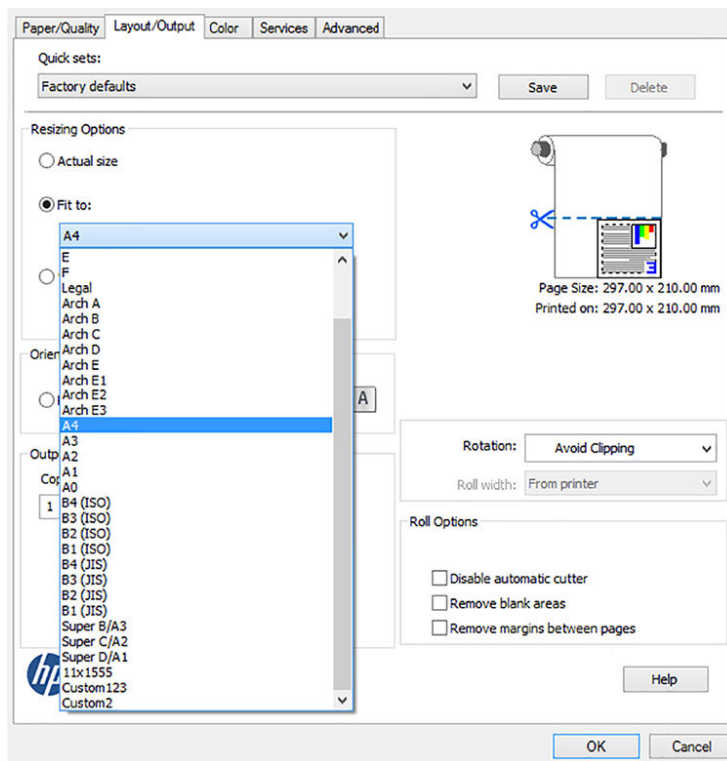 Paper/Quality Layout/Output Color Services Advanced
Quick sets:
Factory defaults
Save
Delete
Resizing Options
Actual size
Fit to:
A4
E
F
Legal
Arch A
Arch B
Arch C
Arch D
Arch E
Arch E1
Arch E2
Arch E3
A4
A3
A2
A1
A0
B4 (ISO)
B3 (ISO)
B2 (ISO)
B1 (ISO)
B4 (JIS)
B3 (JIS)
B2 (JIS)
B1 (JIS)
Super B/A3
Super C/A2
Super D/A1
11x1555
Custom123
Custom2
Orien
A
Outp
Cop
1
hp
Page Size: 297.00 x 210.00 mm
Printed on: 297.00 x 210.00 mm
Rotation: Avoid Clipping
Roll width: From printer
Roll Options
Disable automatic cutter
Remove blank areas
Remove margins between pages
Help
OK
Cancel